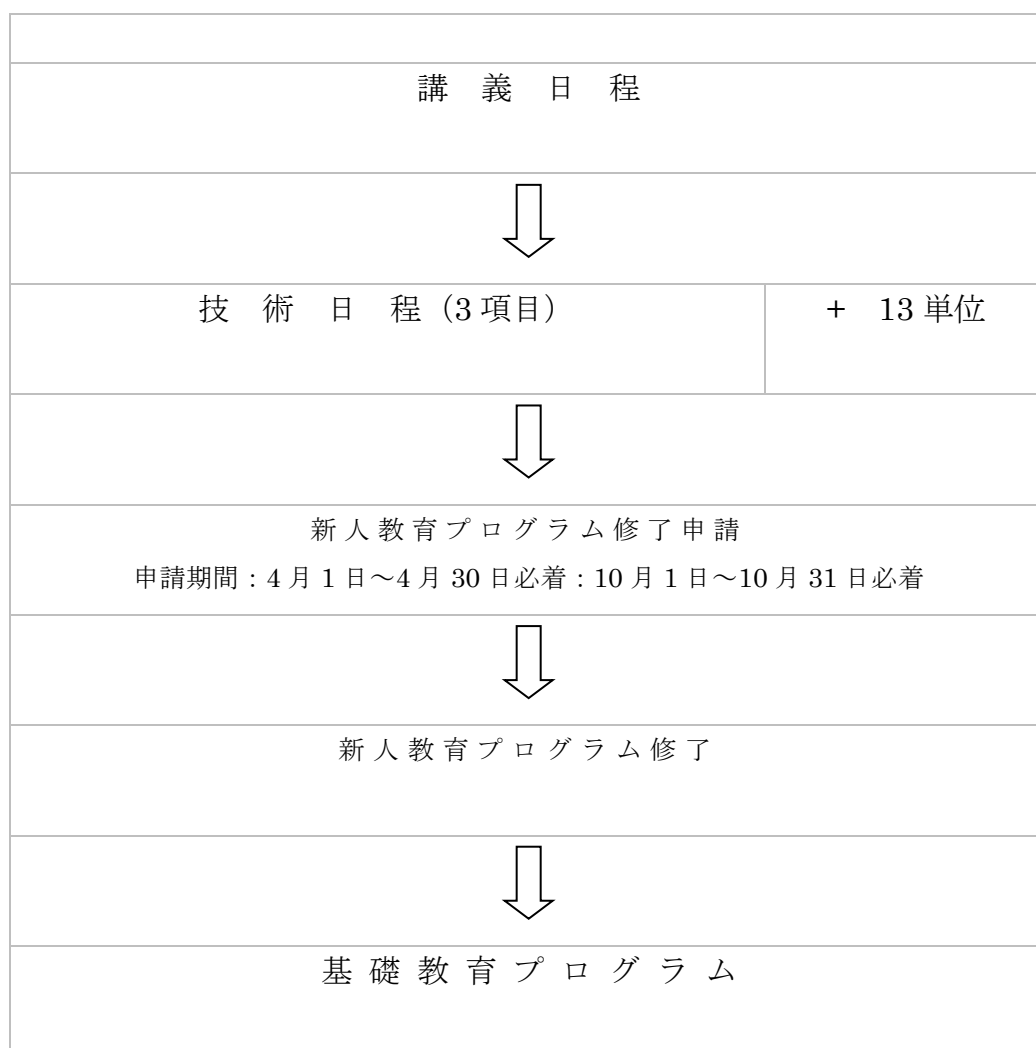 講 義 日 程
技 術 日 程（3 項目）
+ 13 単位
新人教育プログラム修了申請
申請期間：4 月 1 日～4 月 30 日必着：10 月 1 日～10 月 31 日必着
新人教育プログラム修了
基礎教育プログラム